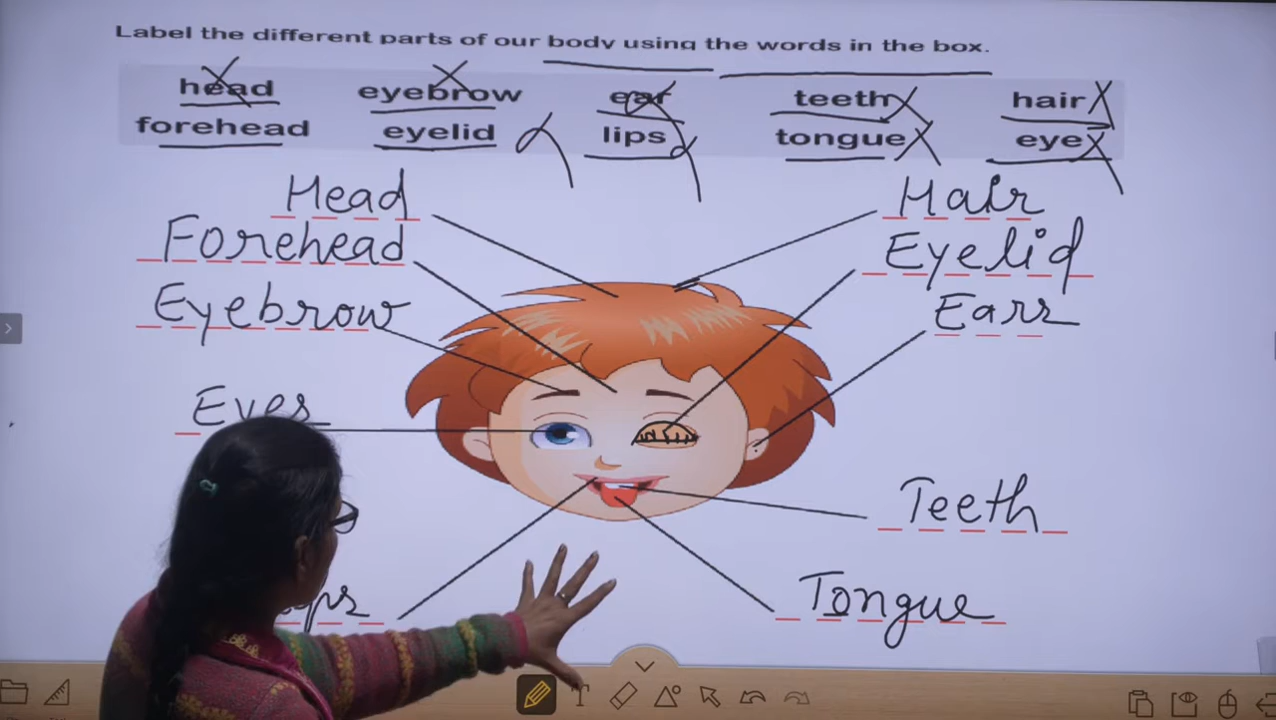 Label the different parts of our body using the words in the box.
head eyebrow ear teeth hair
forehead eyelid lips tongue eye
Head Hair
Forehead Eyelid
Eyebrow Ears
Eyes
Teeth
Tongue
T